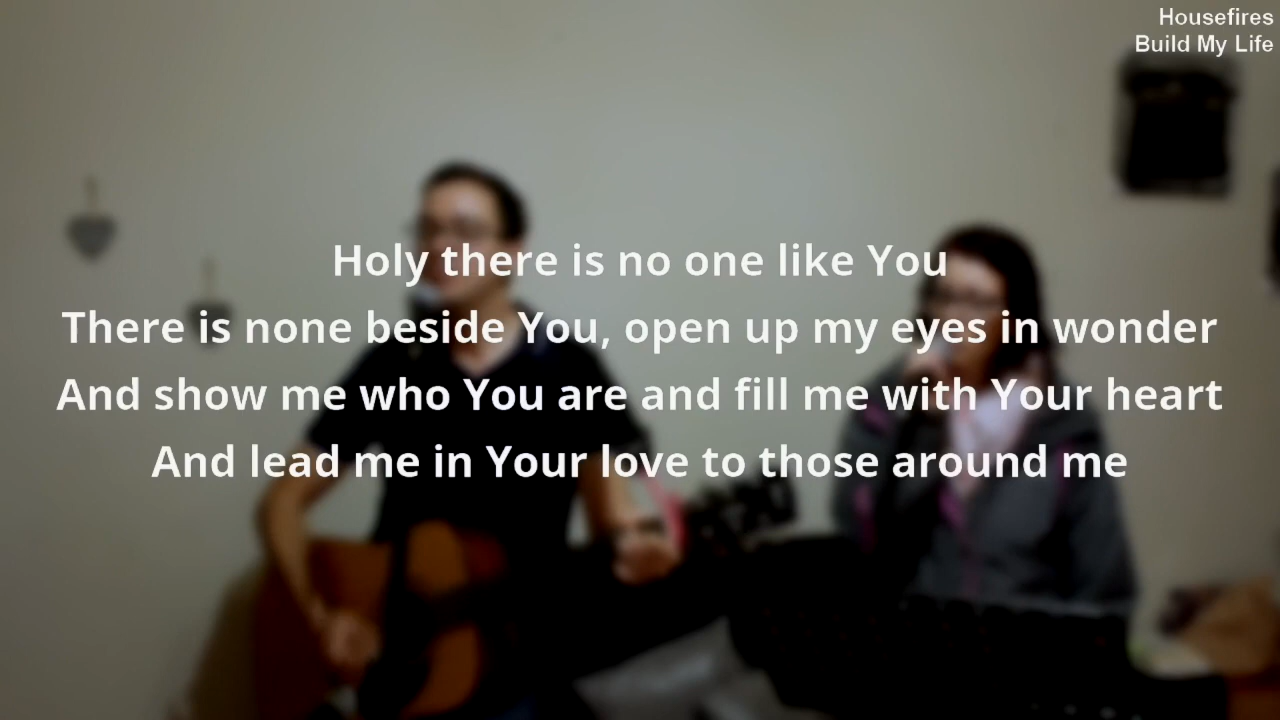 Housefires
Build My Life
Holy there is no one like You
There is none beside You, open up my eyes in wonder
And show me who You are and fill me with Your heart
And lead me in Your love to those around me